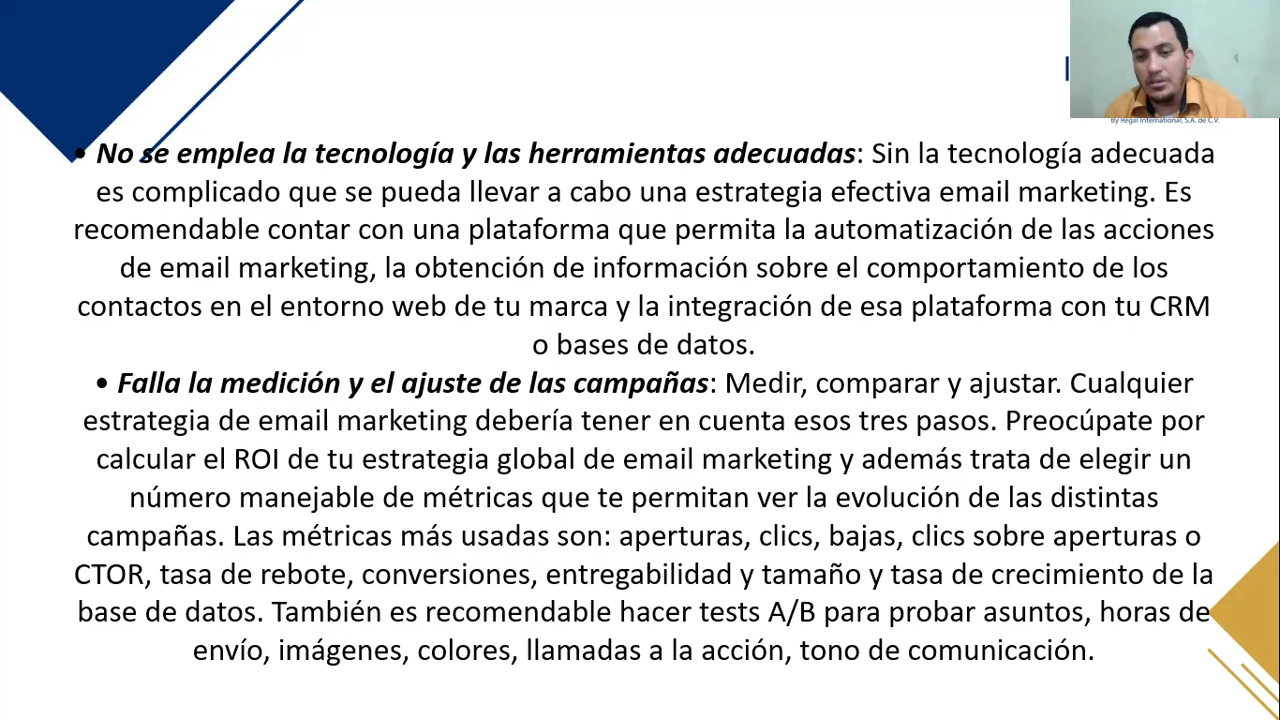 By Regal International, S.A. de C.V.
• No se emplea la tecnología y las herramientas adecuadas: Sin la tecnología adecuada
es complicado que se pueda llevar a cabo una estrategia efectiva email marketing. Es
recomendable contar con una plataforma que permita la automatización de las acciones
de email marketing, la obtención de información sobre el comportamiento de los
contactos en el entorno web de tu marca y la integración de esa plataforma con tu CRM
o bases de datos.
• Falla la medición y el ajuste de las campañas: Medir, comparar y ajustar. Cualquier
estrategia de email marketing debería tener en cuenta esos tres pasos. Preocúpate por
calcular el ROI de tu estrategia global de email marketing y además trata de elegir un
número manejable de métricas que te permitan ver la evolución de las distintas
campañas. Las métricas más usadas son: aperturas, clics, bajas, clics sobre aperturas o
CTOR, tasa de rebote, conversiones, entregabilidad y tamaño y tasa de crecimiento de la
base de datos. También es recomendable hacer tests A/B para probar asuntos, horas de
envío, imágenes, colores, llamadas a la acción, tono de comunicación.